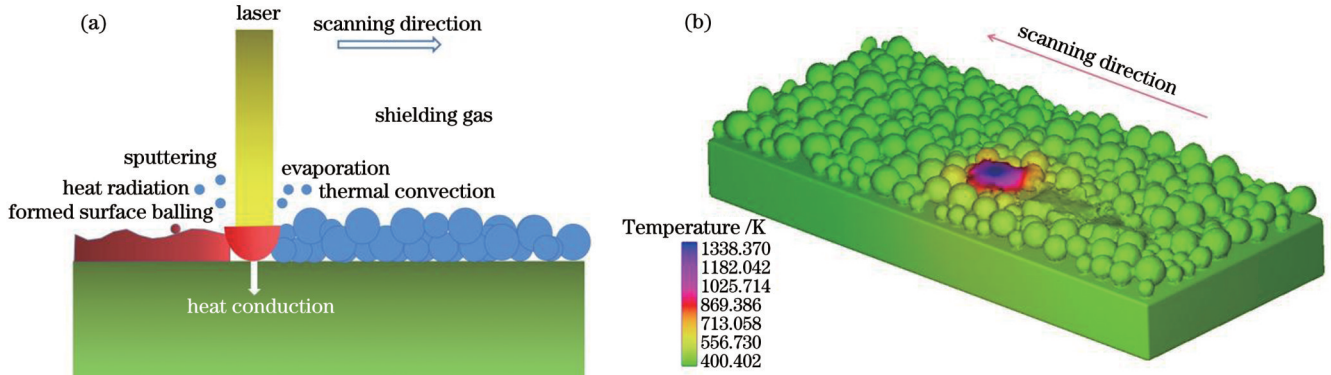 (a)
laser
scanning direction
shielding gas
sputtering
evaporation
heat radiation
thermal convection
formed surface balling
heat conduction
(b)
scanning direction
Temperature /K
1338.370
1182.042
1025.714
869.386
713.058
556.730
400.402